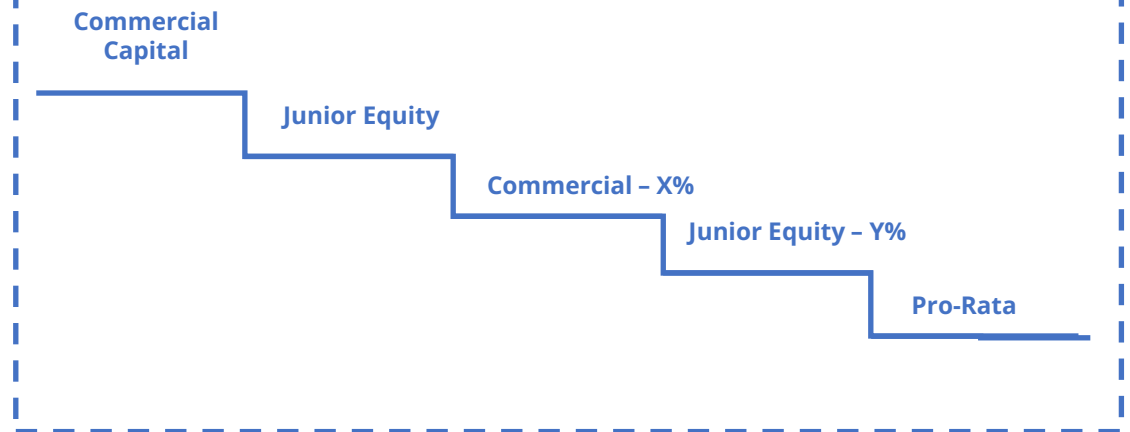 Commercial
Capital
Junior Equity
Commercial – X%
Junior Equity – Y%
Pro-Rata